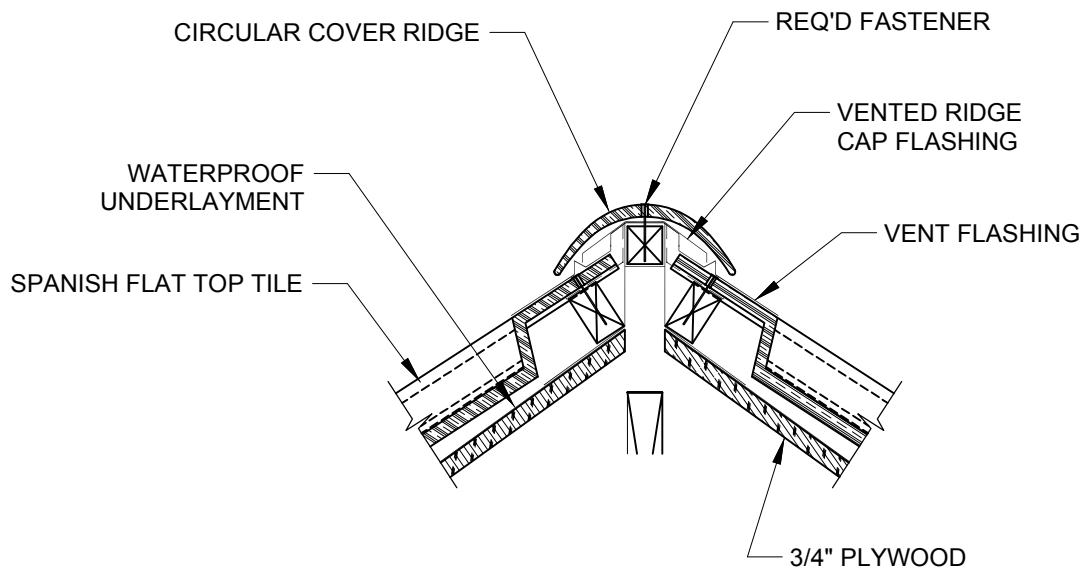 CIRCULAR COVER RIDGE
REQ'D FASTENER
VENTED RIDGE
CAP FLASHING
WATERPROOF
UNDERLAYMENT
VENT FLASHING
SPANISH FLAT TOP TILE
3/4" PLYWOOD